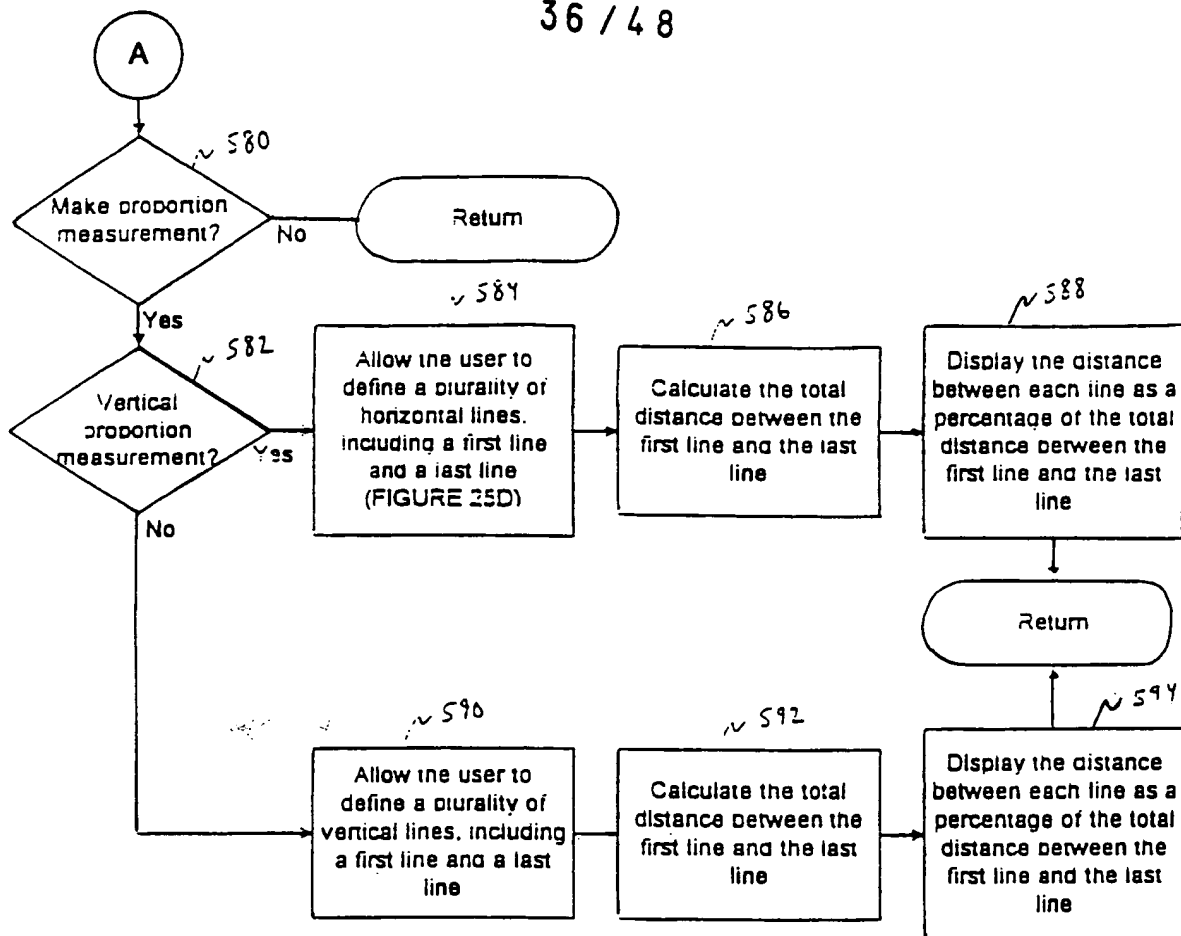 36/48
A
580
Make proportion
measurement?
No
Return
Yes
582
Vertical
proportion
measurement?
Yes
No
584
Allow the user to
define a plurality of
horizontal lines,
including a first line
and a last line
(FIGURE 25D)
586
Calculate the total
distance between the
first line and the last
line
588
Display the distance
between each line as a
percentage of the total
distance between the
first line and the last
line
Return
590
Allow the user to
define a plurality of
vertical lines, including
a first line and a last
line
592
Calculate the total
distance between the
first line and the last
line
594
Display the distance
between each line as a
percentage of the total
distance between the
first line and the last
line